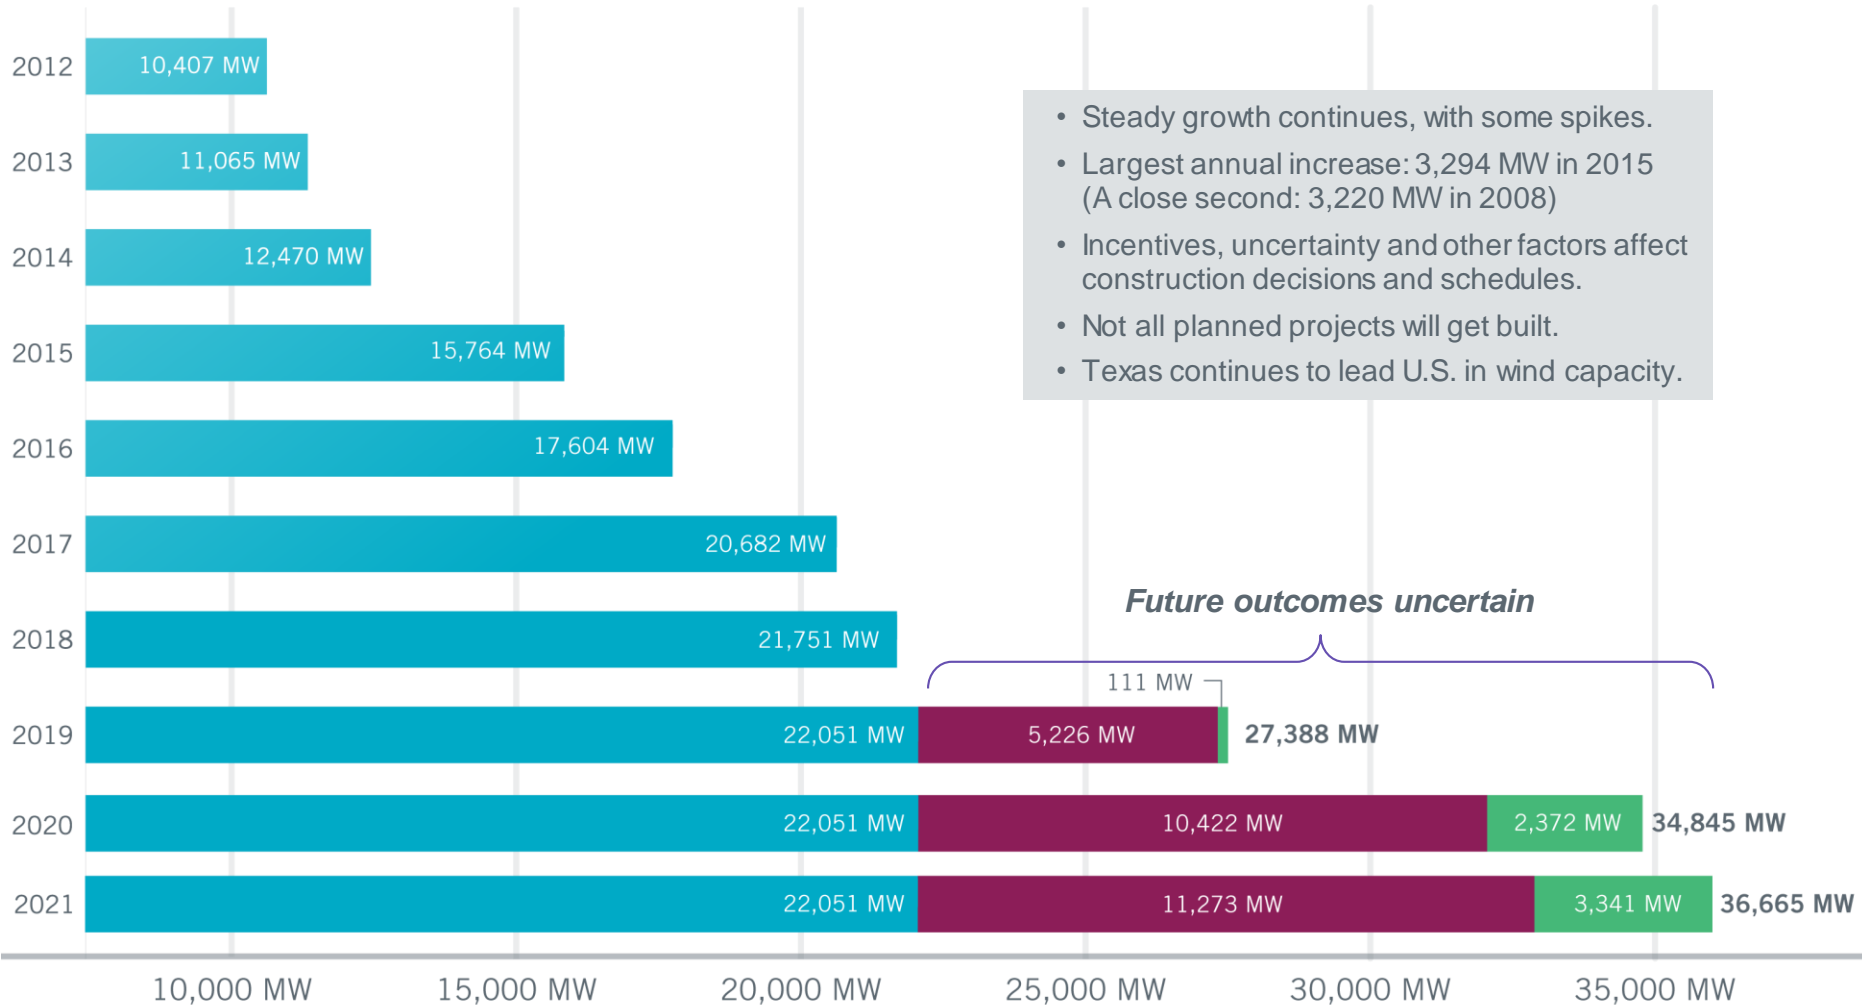 2012
10,407 MW
2013
11,065 MW
2014
12,470 MW
2015
15,764 MW
2016
17,604 MW
2017
20,682 MW
2018
21,751 MW
• Steady growth continues, with some spikes.
• Largest annual increase: 3,294 MW in 2015
(A close second: 3,220 MW in 2008)
• Incentives, uncertainty and other factors affect
construction decisions and schedules.
• Not all planned projects will get built.
• Texas continues to lead U.S. in wind capacity.
Future outcomes uncertain
111 MW
2019
22,051 MW
5,226 MW
27,388 MW
2020
22,051 MW
10,422 MW
2,372 MW
34,845 MW
2021
22,051 MW
11,273 MW
3,341 MW
36,665 MW
10,000 MW
15,000 MW
20,000 MW
25,000 MW
30,000 MW
35,000 MW